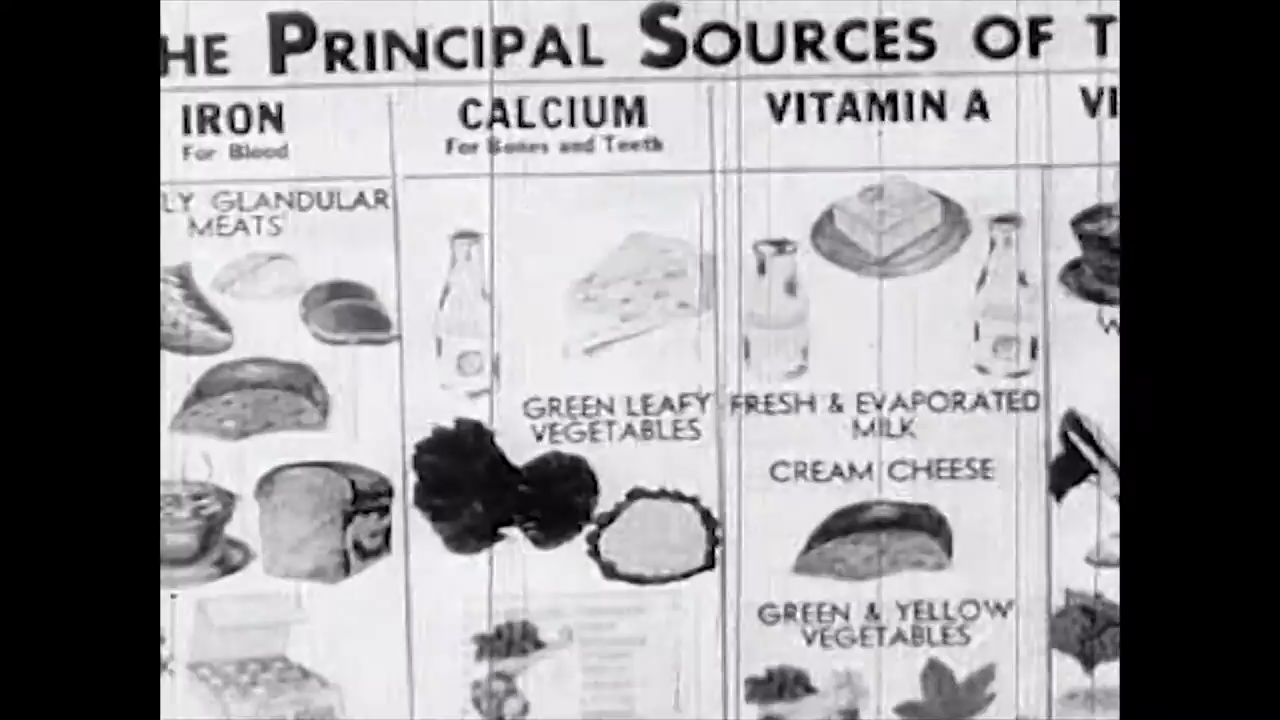 HE PRINCIPAL SOURCES OF T
IRON
For Blood
LY GLANDULAR
MEATS
CALCIUM
For Bones and Teeth
GREEN LEAFY
VEGETABLES
VITAMIN A
FRESH & EVAPORATED
MILK
CREAM CHEESE
GREEN & YELLOW
VEGETABLES
VI
W